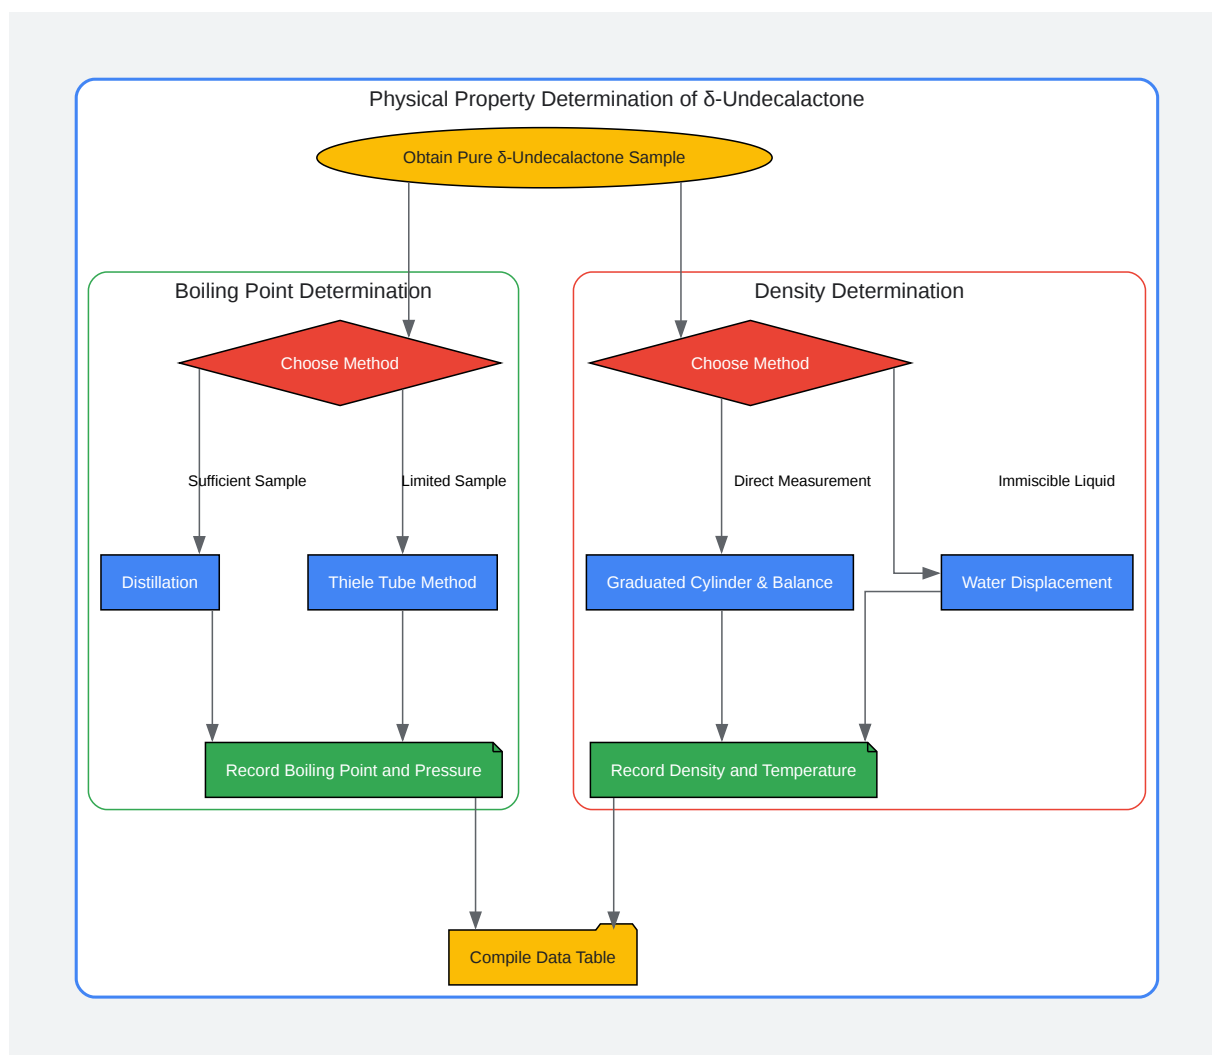 Physical Property Determination of δ-Undecalactone
Obtain Pure δ-Undecalactone Sample
Boiling Point Determination
Density Determination
Choose Method
Choose Method
Sufficient Sample
Limited Sample
Direct Measurement
Immiscible Liquid
Distillation
Thiele Tube Method
Graduated Cylinder & Balance
Water Displacement
Record Boiling Point and Pressure
Record Density and Temperature
Compile Data Table